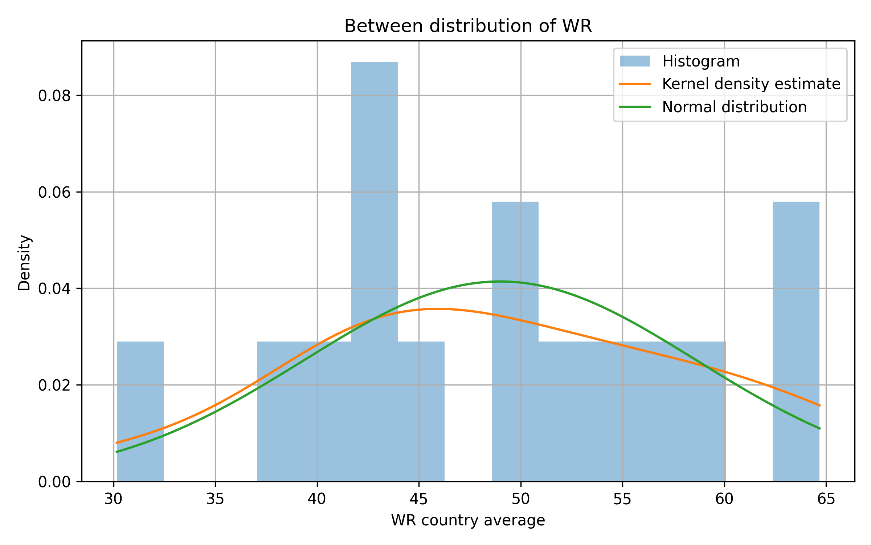 Between distribution of WR
Histogram
Kernel density estimate
Normal distribution
0.08
0.06
0.04
0.02
0.00
Density
30 35 40 45 50 55 60 65
WR country average